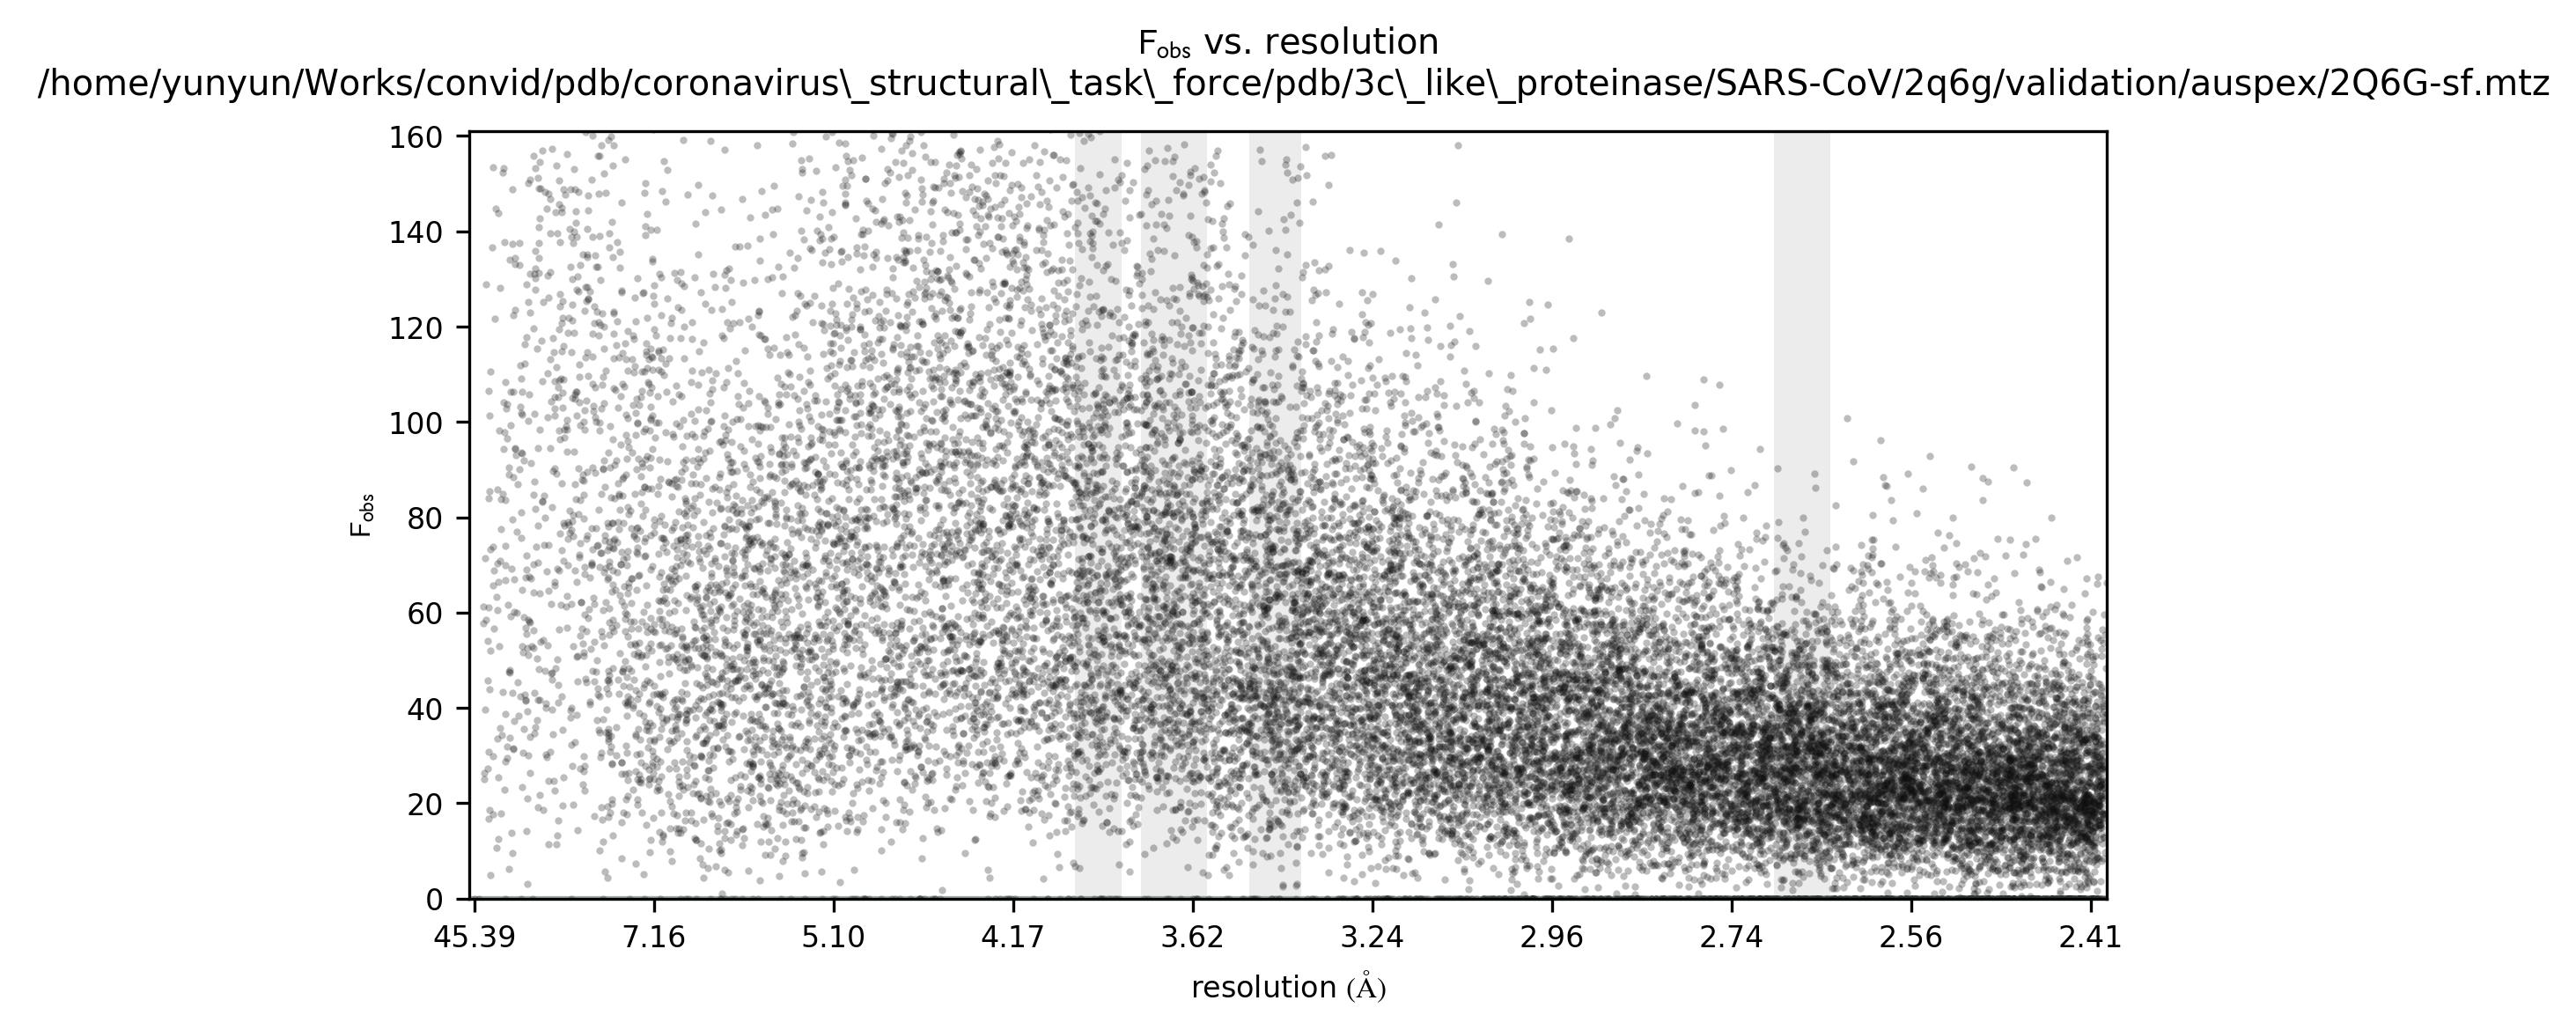 Fobs vs. resolution
/home/yunyun/Works/convid/pdb/coronavirus\_structural\_task\_force/pdb/3c\_like\_proteinase/SARS-CoV/2q6g/validation/auspex/2Q6G-sf.mtz
160
140
120
100
80
60
40
20
0
Fobs
45.39 7.16 5.10 4.17 3.62 3.24 2.96 2.74 2.56 2.41
resolution (Å)